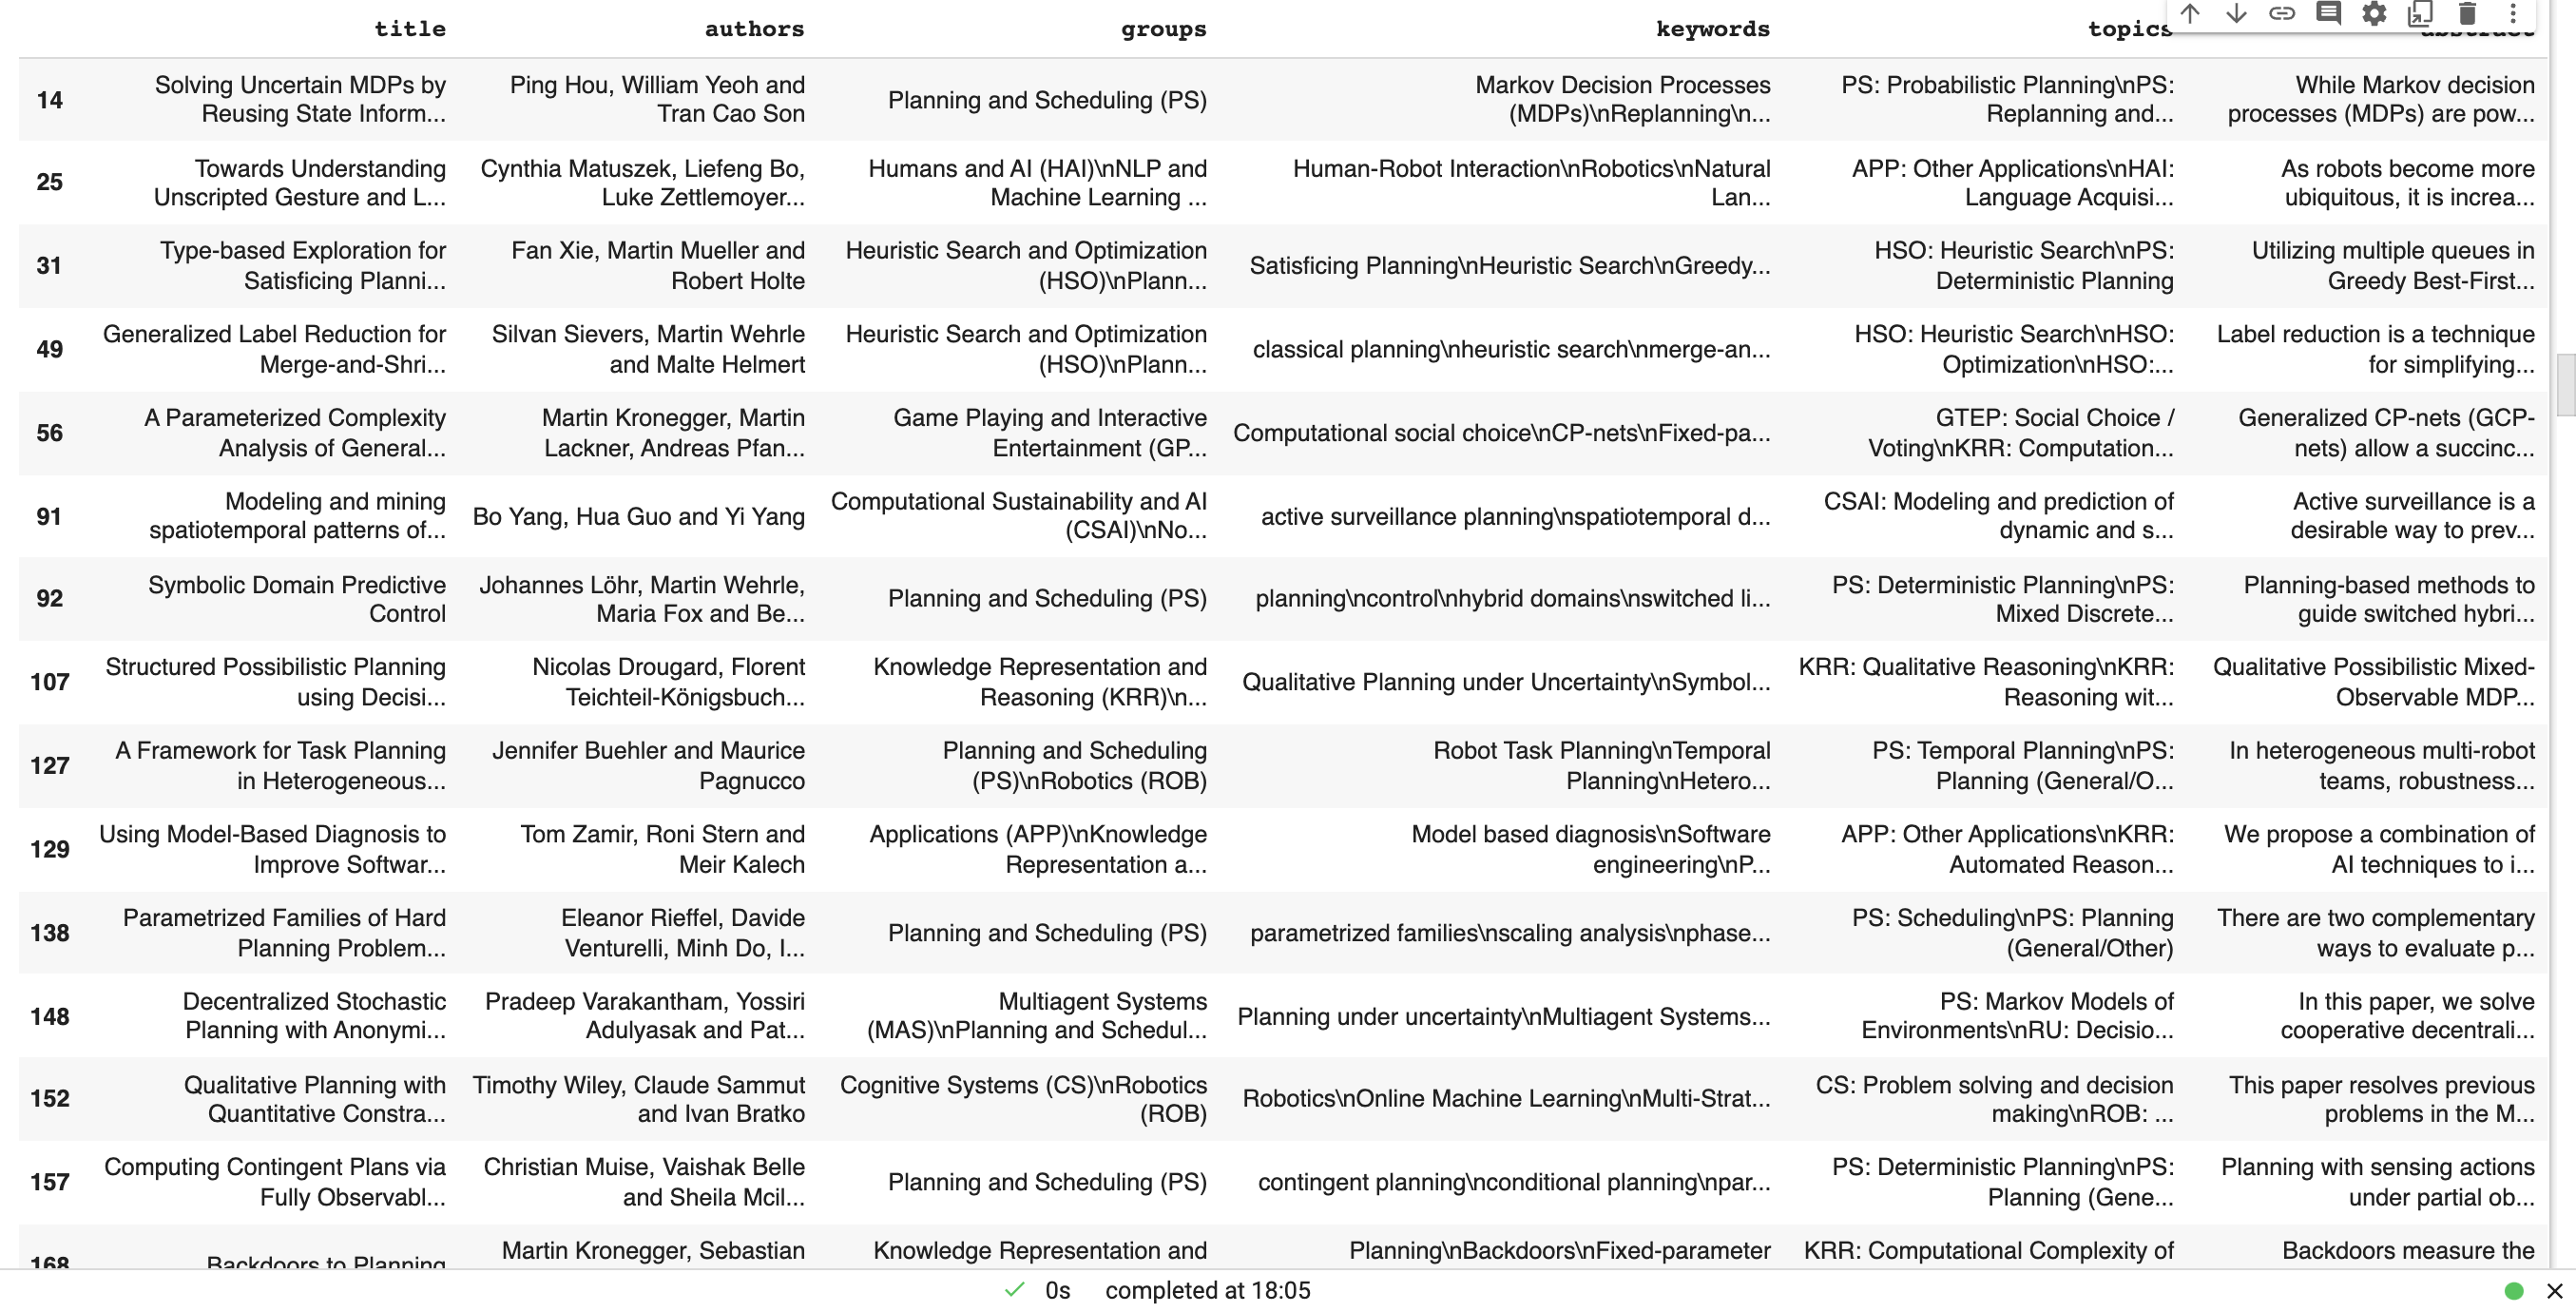 title authors groups keywords topics abstract
14 Solving Uncertain MDPs by Reusing State Inform... Ping Hou, William Yeoh and Tran Cao Son Planning and Scheduling (PS) Markov Decision Processes (MDPs)\nReplanning\n... PS: Probabilistic Planning\nPS: Replanning and... While Markov decision processes (MDPs) are pow...
25 Towards Understanding Unscripted Gesture and L... Cynthia Matuszek, Liefeng Bo, Luke Zettlemoyer... Humans and AI (HAI)\nNLP and Machine Learning ... Human-Robot Interaction\nRobotics\nNatural Lan... APP: Other Applications\nHAI: Language Acquisi... As robots become more ubiquitous, it is increa...
31 Type-based Exploration for Satisficing Planni... Fan Xie, Martin Mueller and Robert Holte Heuristic Search and Optimization (HSO)\nPlann... Satisficing Planning\nHeuristic Search\nGreedy... HSO: Heuristic Search\nPS: Deterministic Planning Utilizing multiple queues in Greedy Best-First...
49 Generalized Label Reduction for Merge-and-Shri... Silvan Sievers, Martin Wehrle and Malte Helmert Heuristic Search and Optimization (HSO)\nPlann... classical planning\nheuristic search\nmerge-an... HSO: Heuristic Search\nHSO: Optimization\nHSO:... Label reduction is a technique for simplifying...
56 A Parameterized Complexity Analysis of General... Martin Kronegger, Martin Lackner, Andreas Pfan... Game Playing and Interactive Entertainment (GP... Computational social choice\nCP-nets\nFixed-pa... GTEP: Social Choice / Voting\nKRR: Computation... Generalized CP-nets (GCP-nets) allow a succinc...
91 Modeling and mining spatiotemporal patterns of... Bo Yang, Hua Guo and Yi Yang Computational Sustainability and AI (CSAI)\nNo... active surveillance planning\nspatiotemporal d... CSAI: Modeling and prediction of dynamic and s... Active surveillance is a desirable way to prev...
92 Symbolic Domain Predictive Control Johannes Löhr, Martin Wehrle, Maria Fox and Be... Planning and Scheduling (PS) planning\ncontrol\nhybrid domains\nswitched li... PS: Deterministic Planning\nPS: Mixed Discrete... Planning-based methods to guide switched hybri...
107 Structured Possibilistic Planning using Decisi... Nicolas Drougard, Florent Teichteil-Königsbuch... Knowledge Representation and Reasoning (KRR)\n... Qualitative Planning under Uncertainty\nSymbol... KRR: Qualitative Reasoning\nKRR: Reasoning wit... Qualitative Possibilistic Mixed-Observable MDP...
127 A Framework for Task Planning in Heterogeneous... Jennifer Buehler and Maurice Pagnucco Planning and Scheduling (PS)\nRobotics (ROB) Robot Task Planning\nTemporal Planning\nHetero... PS: Temporal Planning\nPS: Planning (General/O... In heterogeneous multi-robot teams, robustness...
129 Using Model-Based Diagnosis to Improve Softwar... Tom Zamir, Roni Stern and Meir Kalech Applications (APP)\nKnowledge Representation a... Model based diagnosis\nSoftware engineering\nP... APP: Other Applications\nKRR: Automated Reason... We propose a combination of AI techniques to i...
138 Parametrized Families of Hard Planning Problem... Eleanor Rieffel, Davide Venturelli, Minh Do, I... Planning and Scheduling (PS) parametrized families\nscaling analysis\nphase... PS: Scheduling\nPS: Planning (General/Other) There are two complementary ways to evaluate p...
148 Decentralized Stochastic Planning with Anonymi... Pradeep Varakantham, Yossiri Adulyasak and Pat... Multiagent Systems (MAS)\nPlanning and Schedul... Planning under uncertainty\nMultiagent Systems... PS: Markov Models of Environments\nRU: Decisio... In this paper, we solve cooperative decentrali...
152 Qualitative Planning with Quantitative Constra... Timothy Wiley, Claude Sammut and Ivan Bratko Cognitive Systems (CS)\nRobotics (ROB) Robotics\nOnline Machine Learning\nMulti-Strat... CS: Problem solving and decision making\nROB: ... This paper resolves previous problems in the M...
157 Computing Contingent Plans via Fully Observabl... Christian Muise, Vaishak Belle and Sheila Mcil... Planning and Scheduling (PS) contingent planning\nconditional planning\npar... PS: Deterministic Planning\nPS: Planning (Gene... Planning with sensing actions under partial ob...
168 Backdoors to Planning Martin Kronegger, Sebastian Knowledge Representation and Planning\nBackdoors\nFixed-parameter KRR: Computational Complexity of Backdoors measure the
0s completed at 18:05